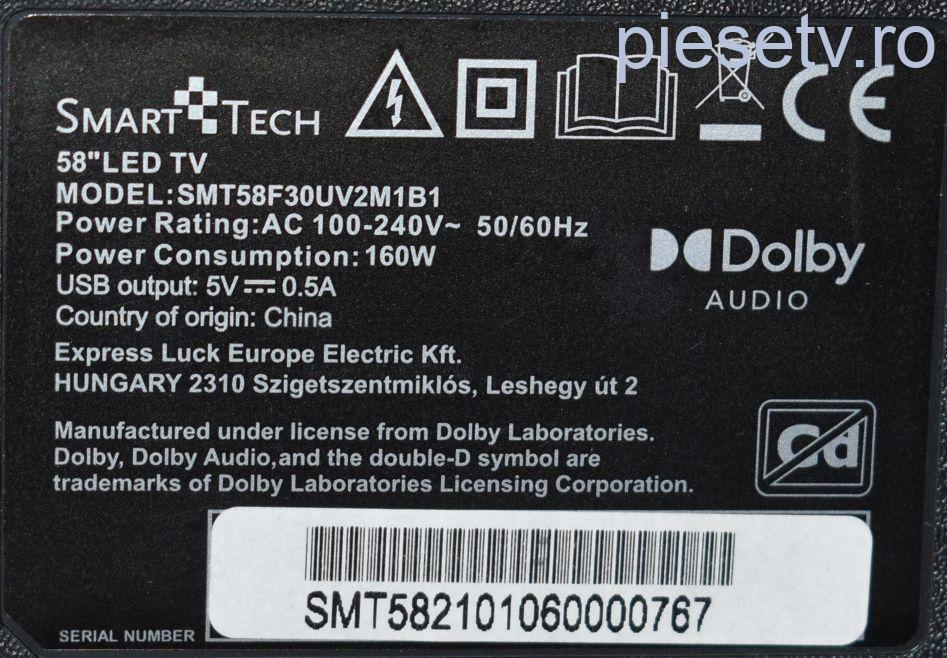 piesetv.ro
SMART TECH
58"LED TV
MODEL:SMT58F30UV2M1B1
Power Rating:AC 100-240V~ 50/60Hz
Power Consumption:160W
USB output: 5V⎓0.5A
Country of origin: China
Express Luck Europe Electric Kft.
HUNGARY 2310 Szigetszentmiklós, Leshegy út 2
Dolby
AUDIO
Manufactured under license from Dolby Laboratories.
Dolby, Dolby Audio,and the double-D symbol are
trademarks of Dolby Laboratories Licensing Corporation.
Cd
SMT582101060000767
SERIAL NUMBER